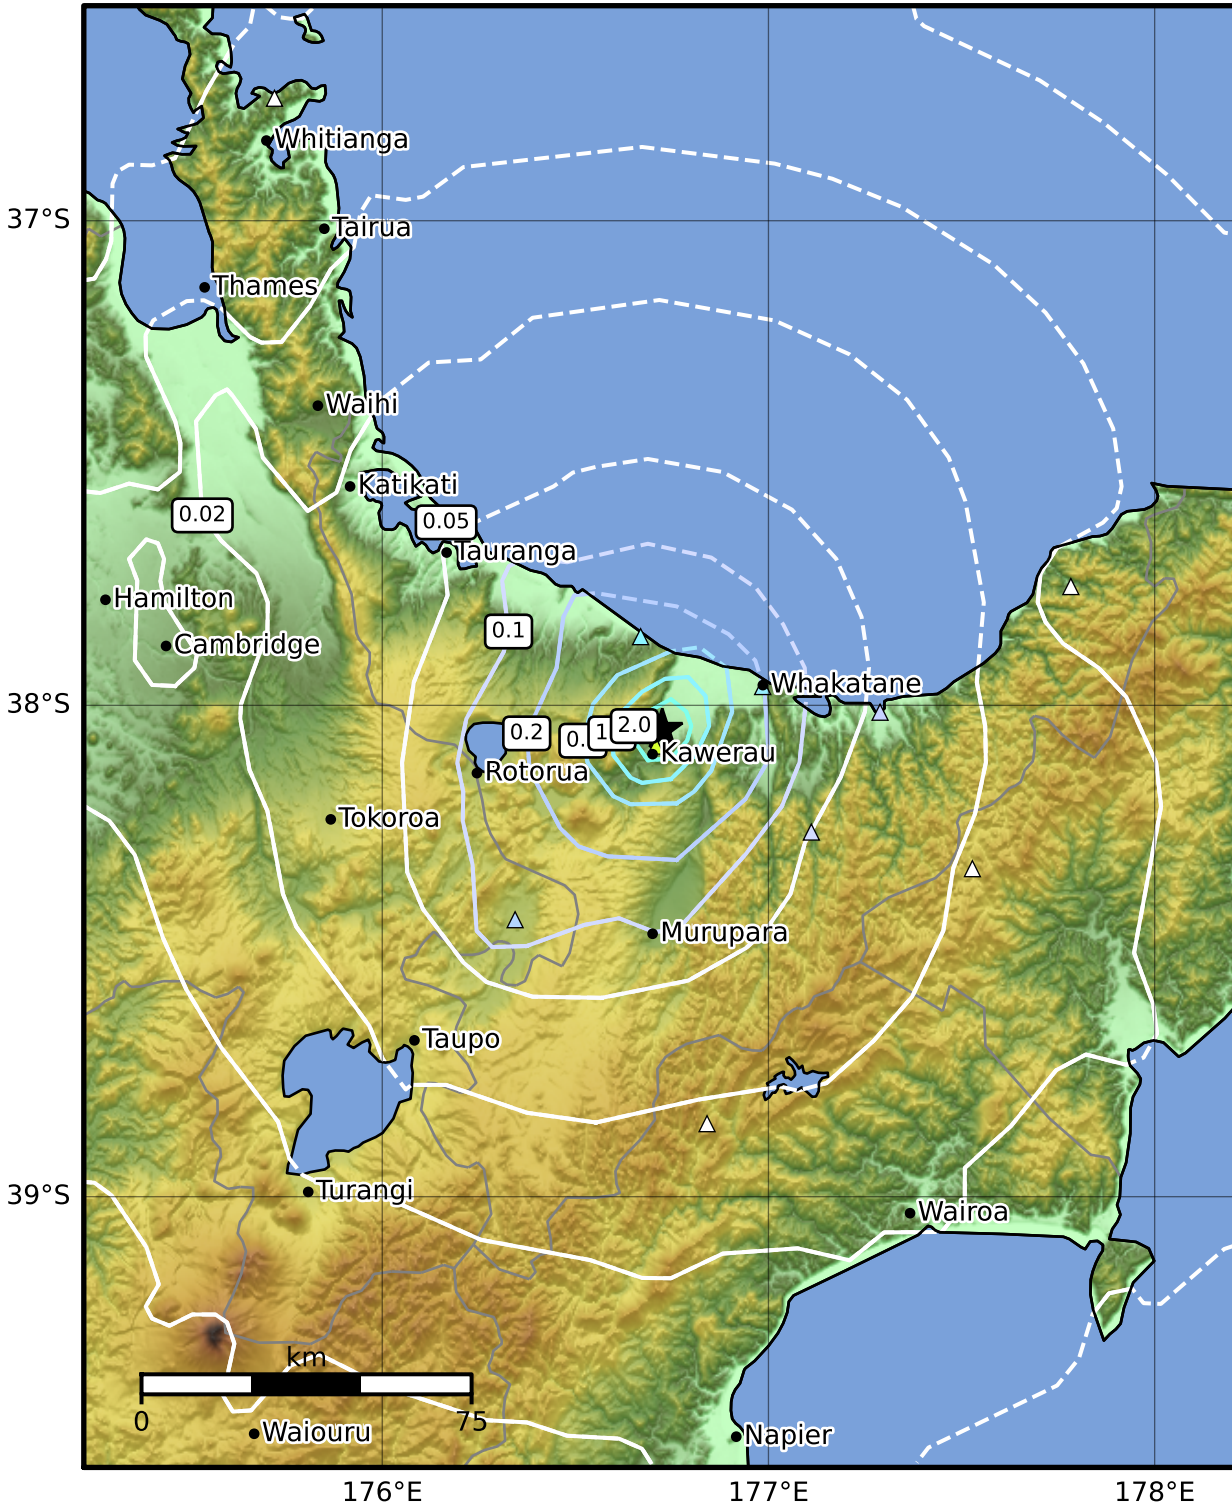 Whitianga
37°S
Tairua
Thames
Waihi
Katikati
0.02
0.05
Tauranga
Hamilton
0.1
Cambridge
Whakatane
38°S
0.2
2.0
Kawerau
Rotorua
Tokoroa
Murupara
Taupo
Turangi
39°S
Wairoa
km
0
75
Waiouru
Napier
176°E
177°E
178°E